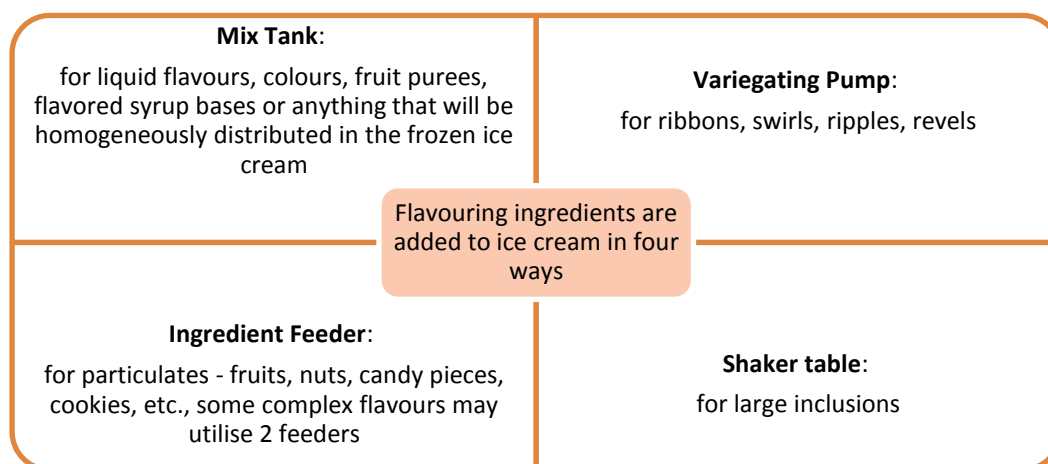 Mix Tank:
for liquid flavours, colours, fruit purees,
flavored syrup bases or anything that will be
homogeneously distributed in the frozen ice
cream
Variegating Pump:
for ribbons, swirls, ripples, revels
Flavouring ingredients are
added to ice cream in four
ways
Ingredient Feeder:
for particulates - fruits, nuts, candy pieces,
cookies, etc., some complex flavours may
utilise 2 feeders
Shaker table:
for large inclusions